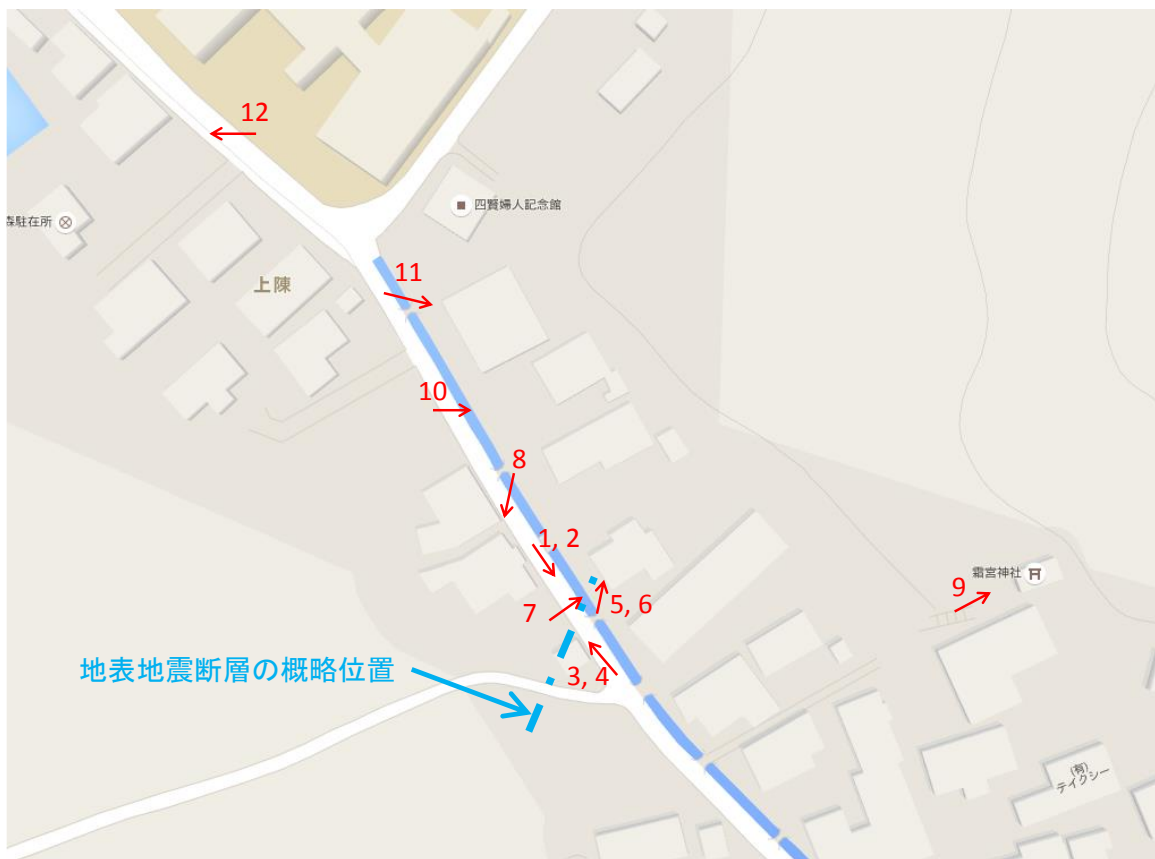 12
四賢婦人記念館
森駐在所
上陳
11
10
8
1, 2
霜宮神社
9
5, 6
7
地表地震断層の概略位置
3, 4
(有)
テイクシー